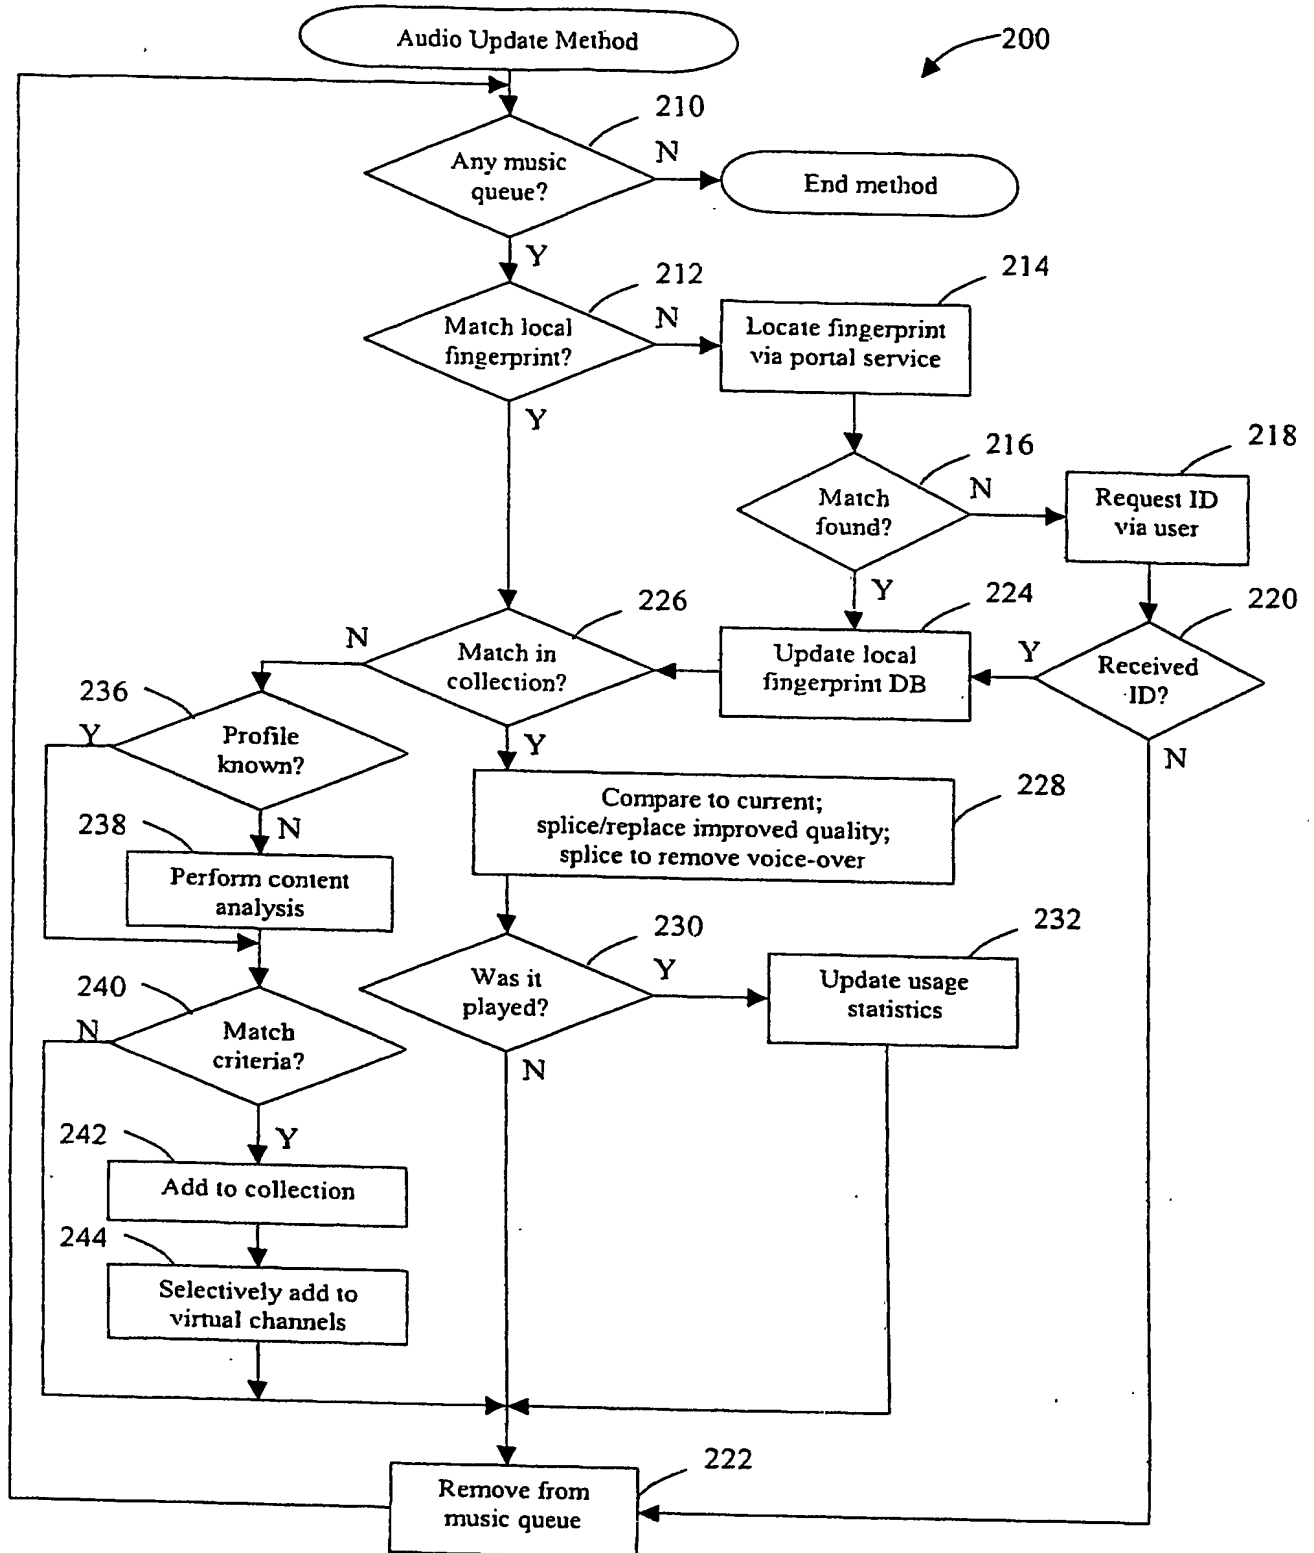 Audio Update Method
200
210
Any music
queue?
N
End method
Y
212
Match local
fingerprint?
N
214
Locate fingerprint
via portal service
Y
216
Match
found?
N
218
Request ID
via user
Y
220
Received
ID?
Y
N
224
Update local
fingerprint DB
226
Match in
collection?
N
Y
236
Profile
known?
Y
N
228
Compare to current;
splice/replace improved quality;
splice to remove voice-over
238
Perform content
analysis
230
Was it
played?
Y
N
232
Update usage
statistics
240
Match
criteria?
N
Y
242
Add to collection
244
Selectively add to
virtual channels
222
Remove from
music queue